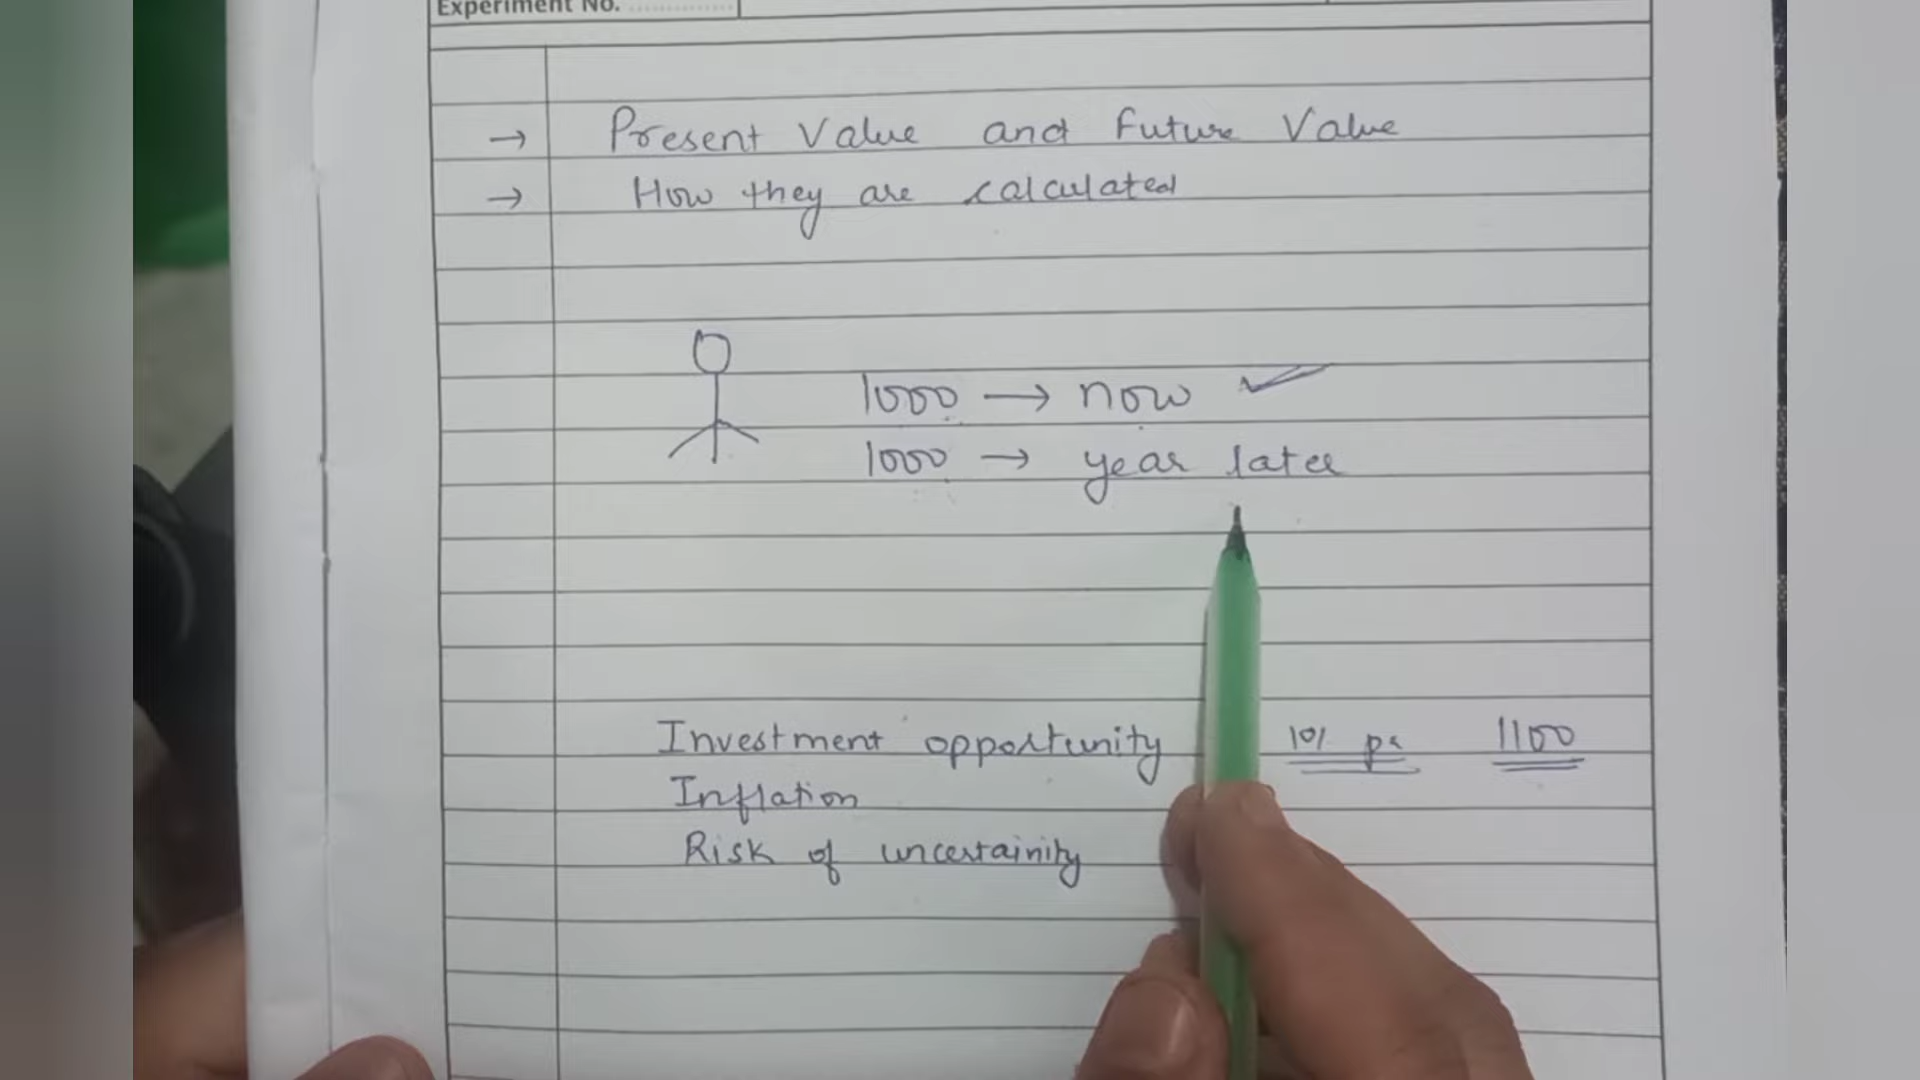 Experiment No. ..............
→ Present Value and Future Value
→ How they are calculated
1000 → now ✓
1000 → year later
Investment opportunity 10% pa 1100
Inflation
Risk of uncertainity